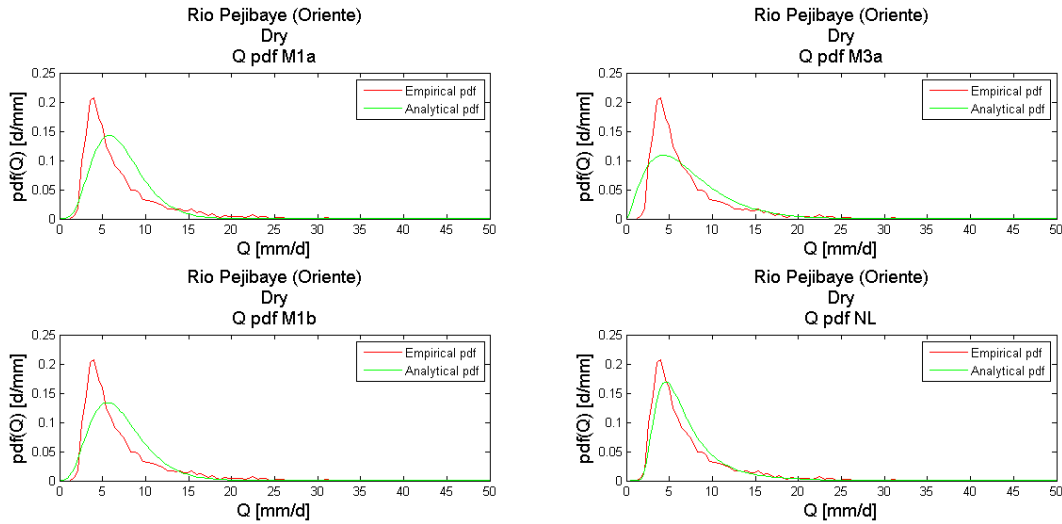 Rio Pejibaye (Oriente)
Dry
Q pdf M1a
pdf(Q) [d/mm]
0.25
0.2
0.15
0.1
0.05
0
Empirical pdf
Analytical pdf
0 5 10 15 20 25 30 35 40 45 50
Q [mm/d]
Rio Pejibaye (Oriente)
Dry
Q pdf M3a
pdf(Q) [d/mm]
0.25
0.2
0.15
0.1
0.05
0
Empirical pdf
Analytical pdf
0 5 10 15 20 25 30 35 40 45 50
Q [mm/d]
Rio Pejibaye (Oriente)
Dry
Q pdf M1b
pdf(Q) [d/mm]
0.25
0.2
0.15
0.1
0.05
0
Empirical pdf
Analytical pdf
0 5 10 15 20 25 30 35 40 45 50
Q [mm/d]
Rio Pejibaye (Oriente)
Dry
Q pdf NL
pdf(Q) [d/mm]
0.25
0.2
0.15
0.1
0.05
0
Empirical pdf
Analytical pdf
0 5 10 15 20 25 30 35 40 45 50
Q [mm/d]